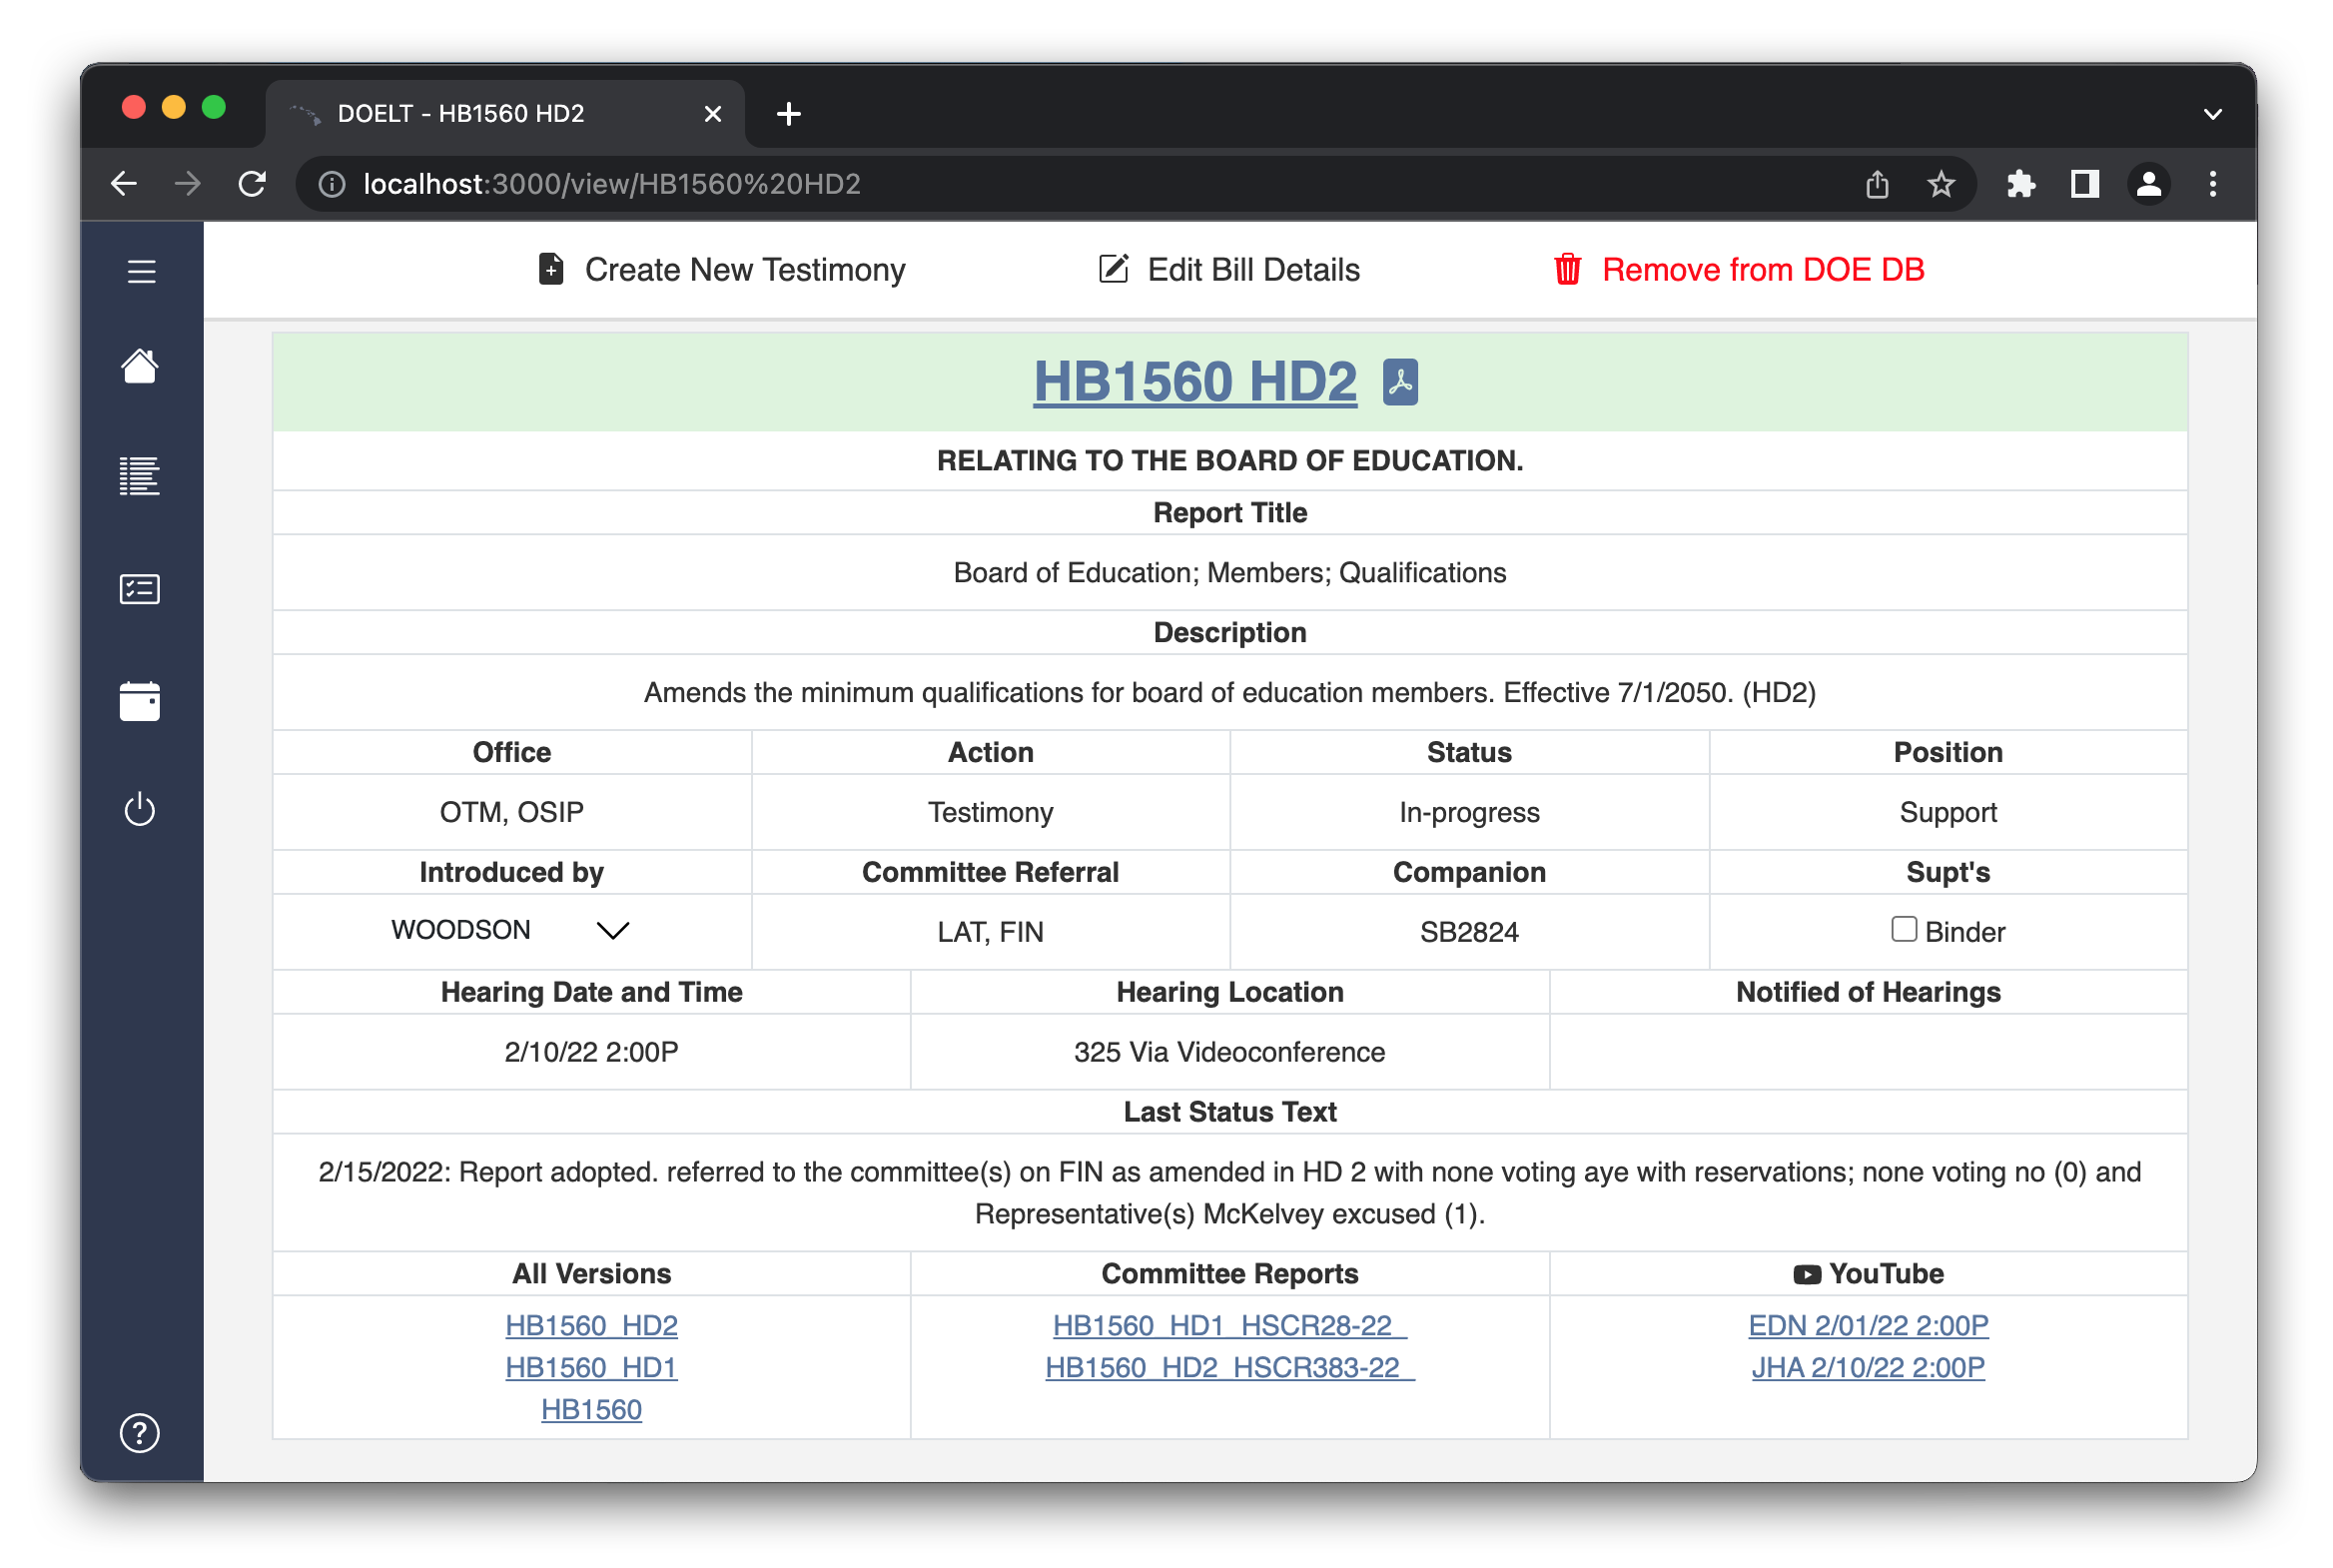 DOELT - HB1560 HD2
localhost:3000/view/HB1560%20HD2
Create New Testimony Edit Bill Details Remove from DOE DB
HB1560 HD2
RELATING TO THE BOARD OF EDUCATION.
Report Title
Board of Education; Members; Qualifications
Description
Amends the minimum qualifications for board of education members. Effective 7/1/2050. (HD2)
Office Action Status Position
OTM, OSIP Testimony In-progress Support
Introduced by Committee Referral Companion Supt's
WOODSON LAT, FIN SB2824 Binder
Hearing Date and Time Hearing Location Notified of Hearings
2/10/22 2:00P 325 Via Videoconference
Last Status Text
2/15/2022: Report adopted. referred to the committee(s) on FIN as amended in HD 2 with none voting aye with reservations; none voting no (0) and
Representative(s) McKelvey excused (1).
All Versions Committee Reports YouTube
HB1560_HD2 HB1560_HD1_HSCR28-22_ EDN 2/01/22 2:00P
HB1560_HD1 HB1560_HD2_HSCR383-22_ JHA 2/10/22 2:00P
HB1560